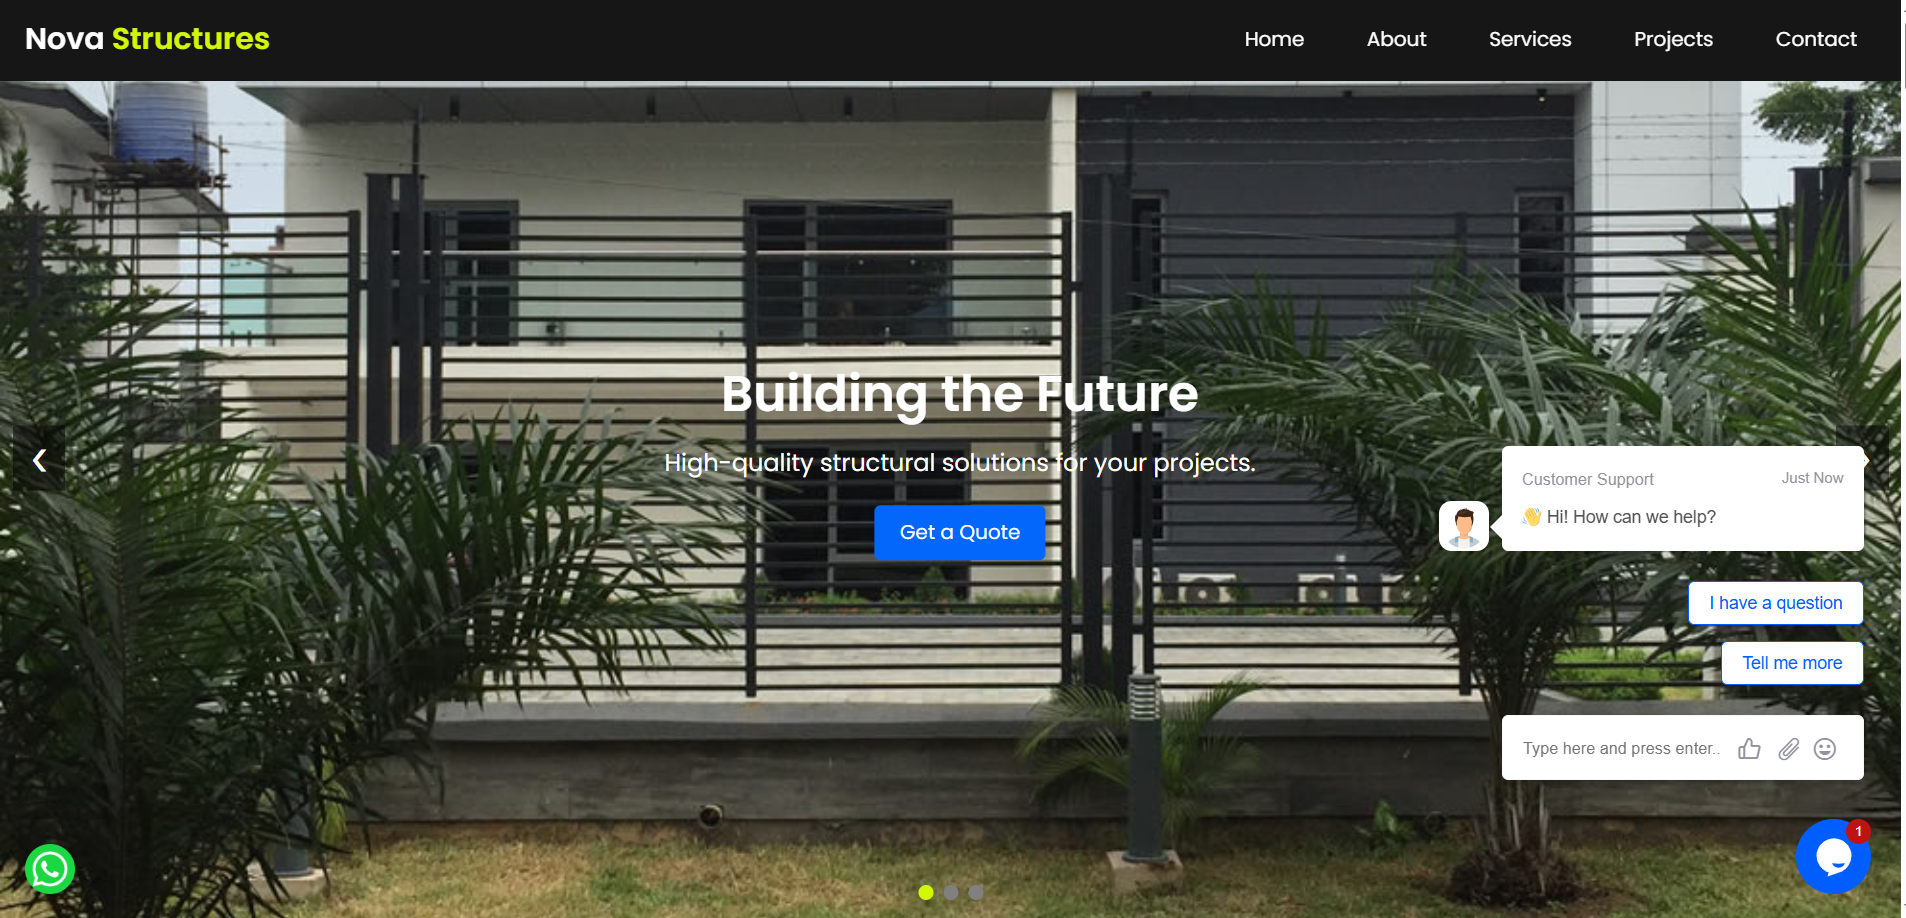 Nova Structures
Home About Services Projects Contact
Building the Future
High-quality structural solutions for your projects.
Get a Quote
Customer Support Just Now
👋 Hi! How can we help?
I have a question
Tell me more
Type here and press enter..
1